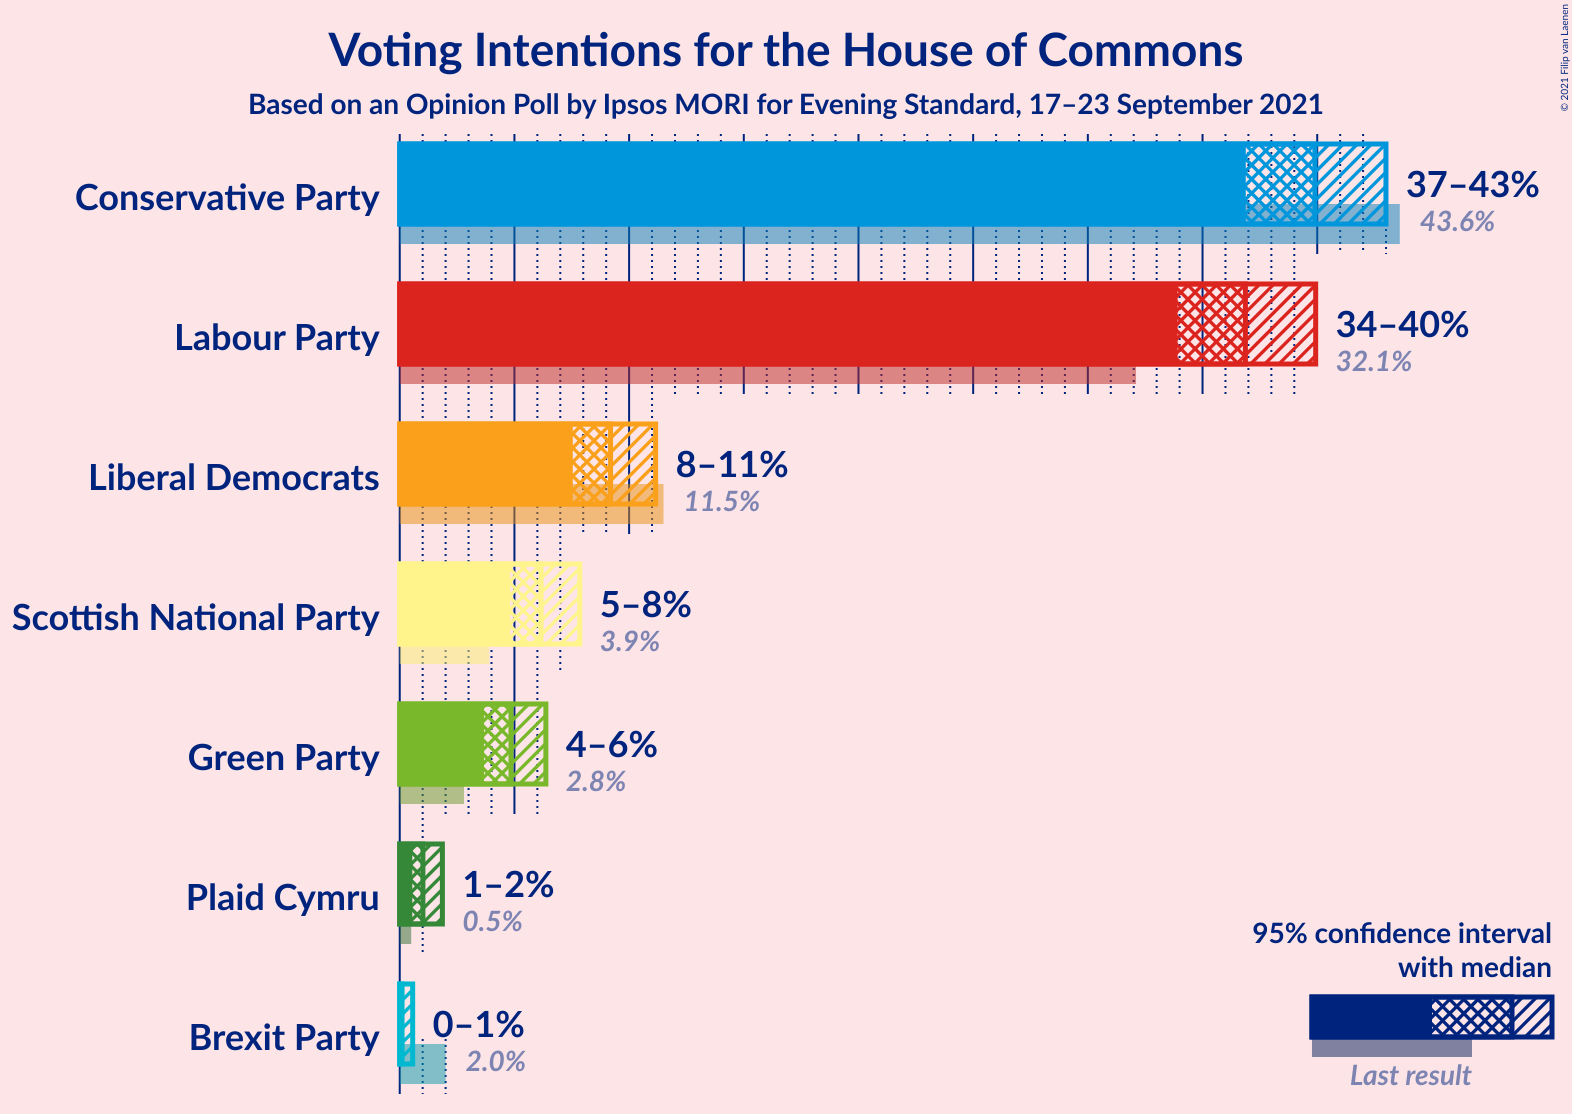 Voting Intentions for the House of Commons
Based on an Opinion Poll by Ipsos MORI for Evening Standard, 17–23 September 2021
© 2021 Filip van Laenen
Conservative Party
37–43%
43.6%
Labour Party
34–40%
32.1%
Liberal Democrats
8–11%
11.5%
Scottish National Party
5–8%
3.9%
Green Party
4–6%
2.8%
Plaid Cymru
1–2%
0.5%
Brexit Party
0–1%
2.0%
95% confidence interval
with median
Last result